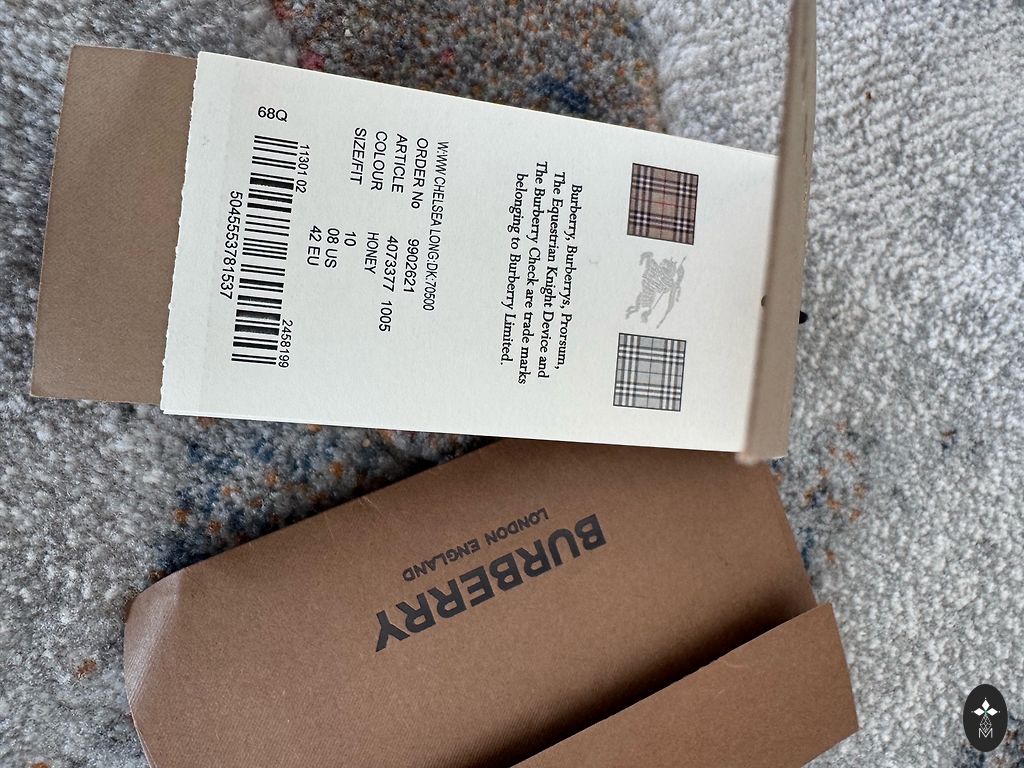 Burberry, Burberrys, Prorsum,
The Equestrian Knight Device and
The Burberry Check are trade marks
belonging to Burberry Limited.
W:WW CHELSEA LONG:DK:70500
ORDER No 9902621
ARTICLE 4073377 1005
COLOUR HONEY
SIZE/FIT 10
08 US
42 EU
11301 02 2458199
68Q
5045553781537
BURBERRY
LONDON ENGLAND
M